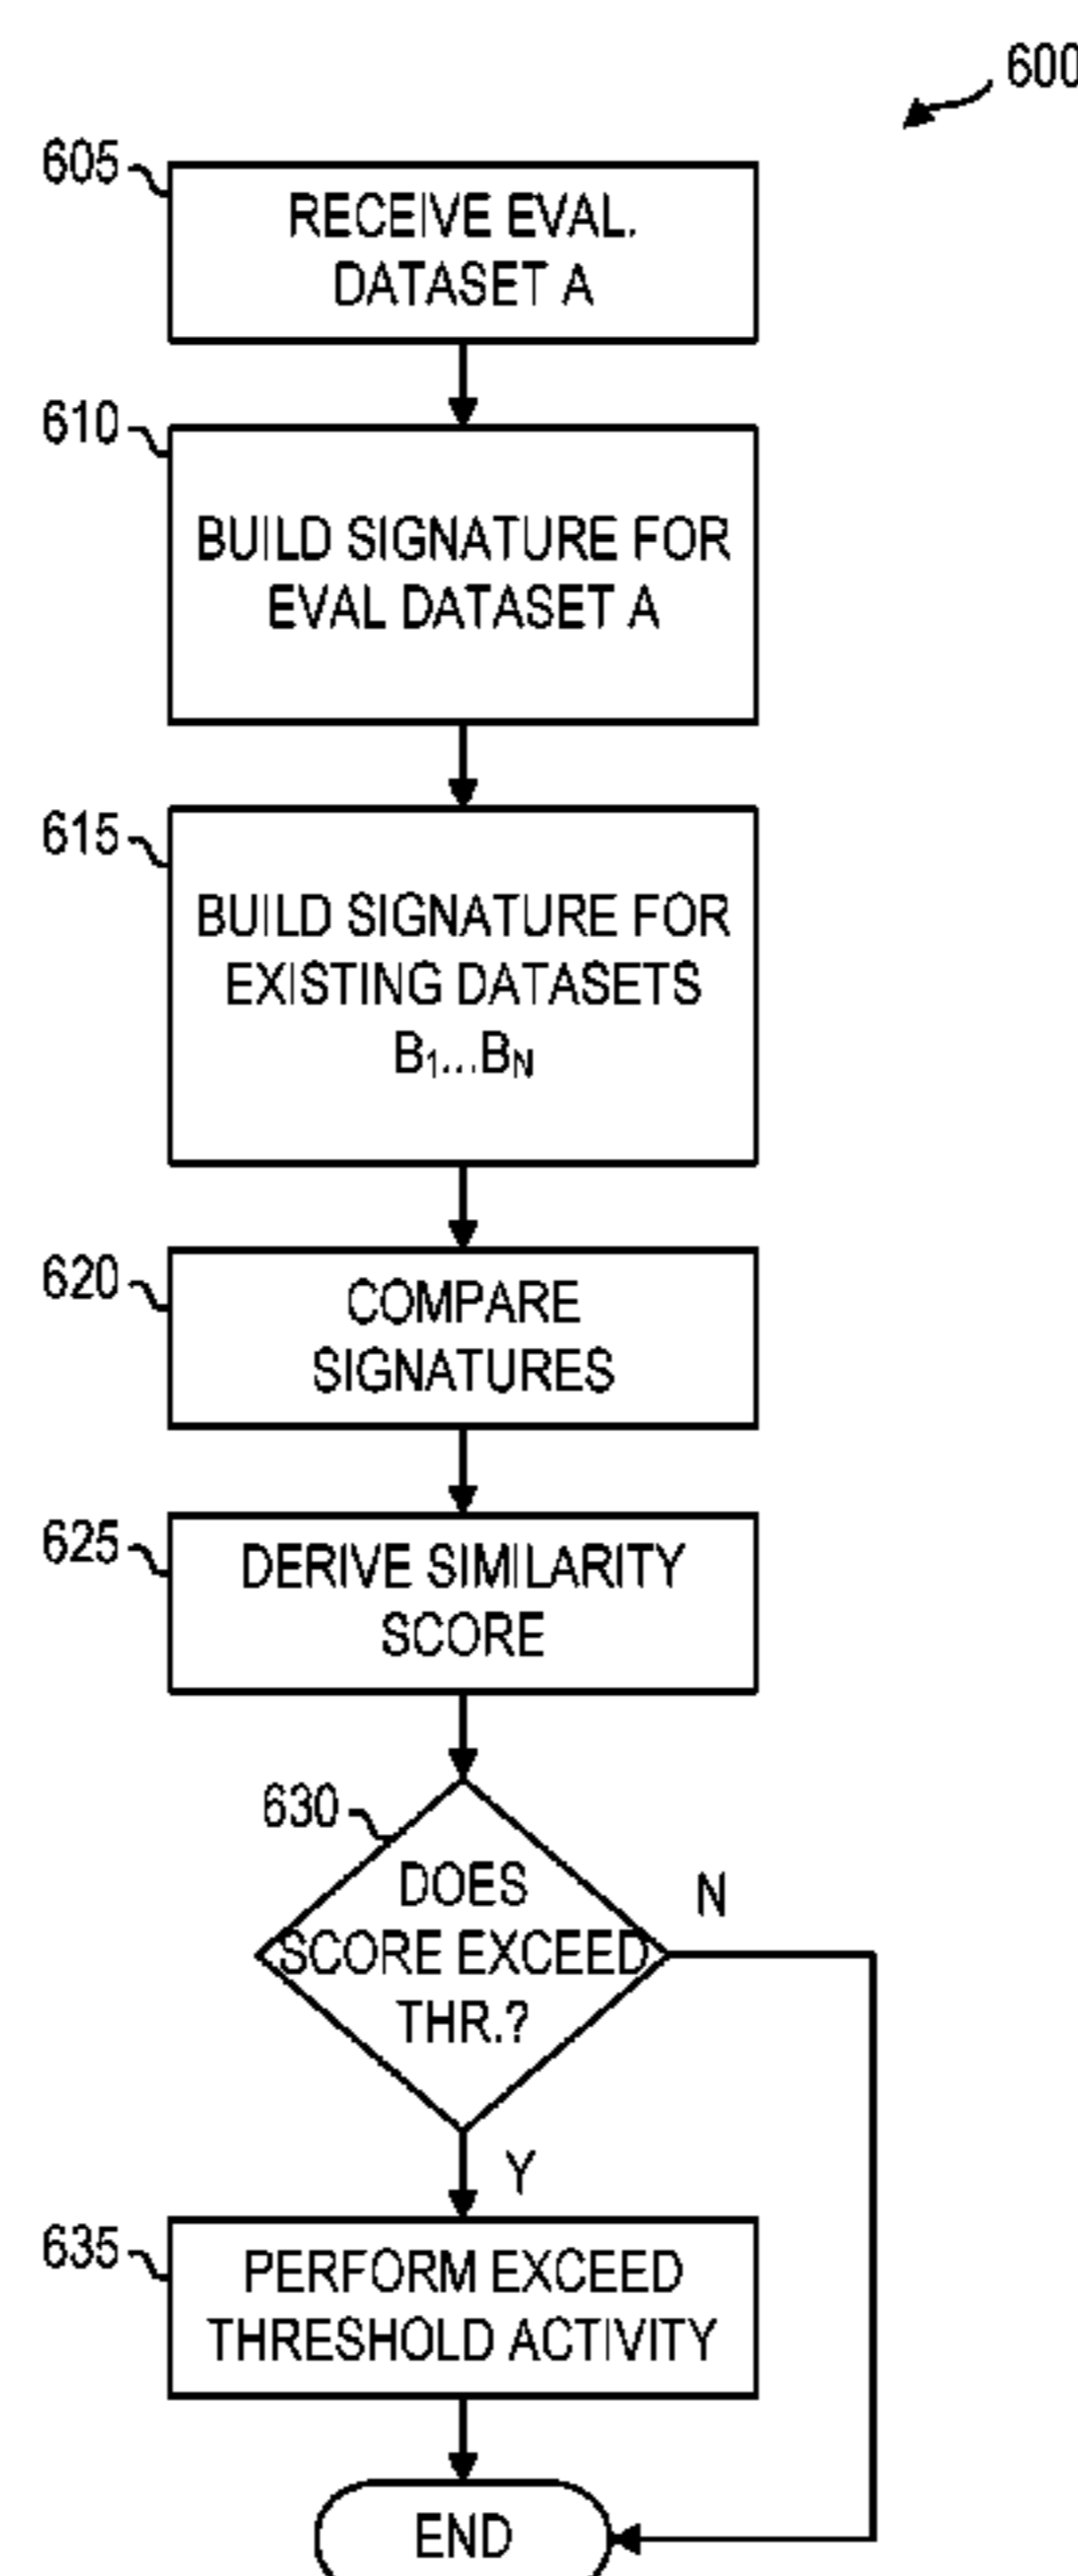 600
605
RECEIVE EVAL.
DATASET A
610
BUILD SIGNATURE FOR
EVAL DATASET A
615
BUILD SIGNATURE FOR
EXISTING DATASETS
B₁...B_N
620
COMPARE
SIGNATURES
625
DERIVE SIMILARITY
SCORE
630
DOES
SCORE EXCEED
THR.?
N
Y
635
PERFORM EXCEED
THRESHOLD ACTIVITY
END